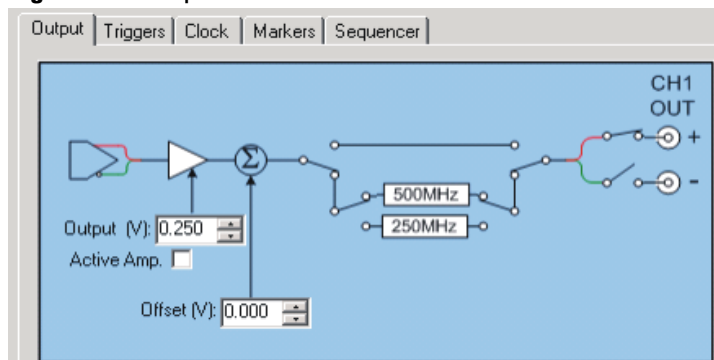 Output Triggers Clock Markers Sequencer
CH1
OUT
+
Σ
500MHz
-
250MHz
Output (V): 0.250
Active Amp.
Offset (V): 0.000